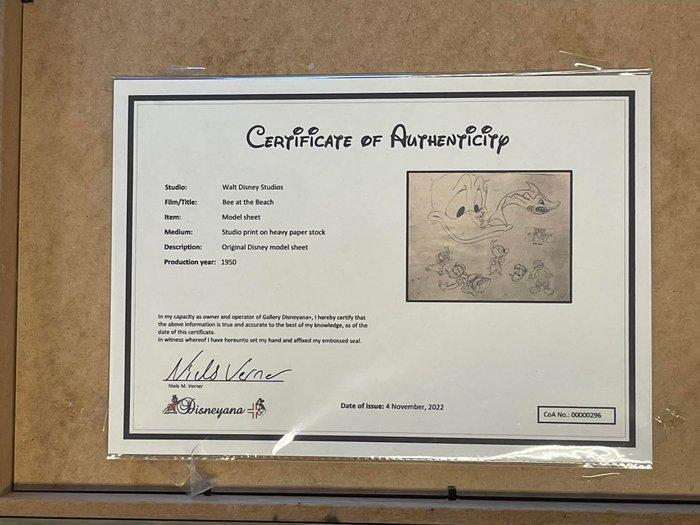 CERTIFICATE OF AUTHENTICITY
Studio: Walt Disney Studios
Film/Title: Bee at the Beach
Item: Model sheet
Medium: Studio print on heavy paper stock
Description: Original Disney model sheet
Production year: 1950
In my capacity as owner and operator of Gallery Disneyana+, I hereby certify that
the above information is true and accurate to the best of my knowledge, as of the
date of this certificate.
In witness whereof I have hereunto set my hand and affixed my embossed seal.
Niels Verner
Niels M. Verner
Disneyana
Date of issue: 4 November, 2022
CoA No.: 00000296